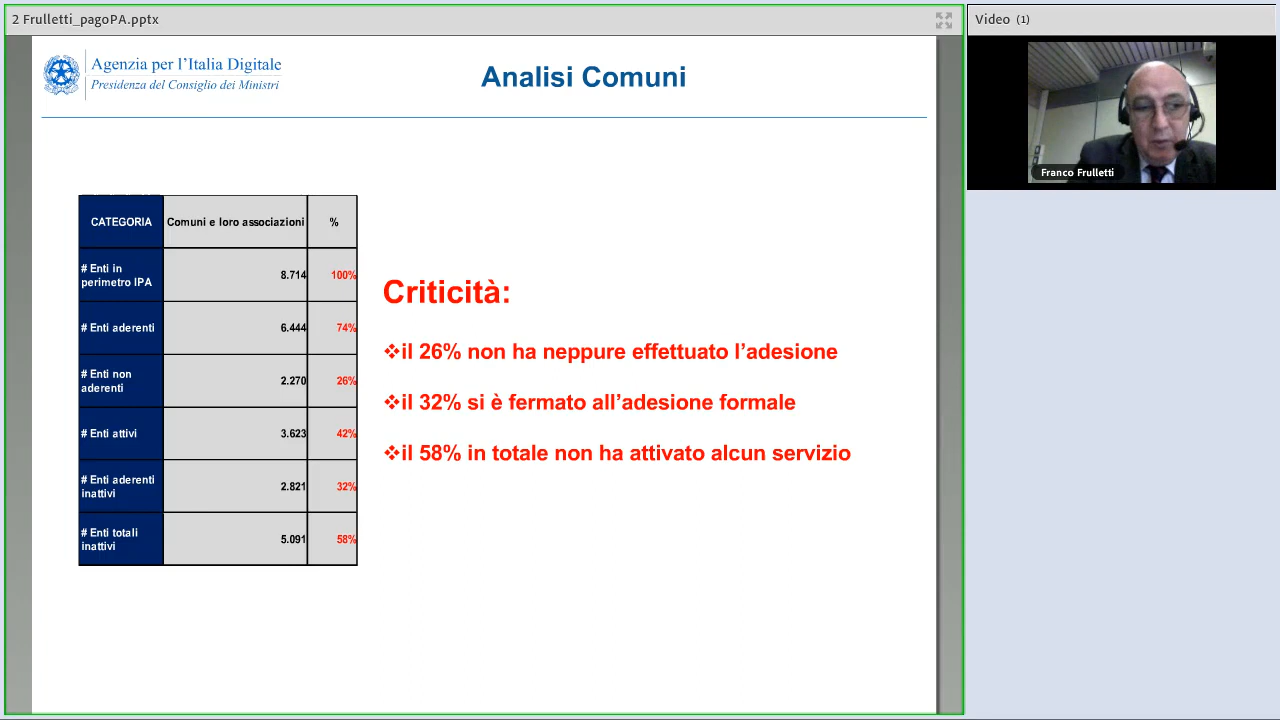 2 Frulletti_pagoPA.pptx
Video (1)
Agenzia per l'Italia Digitale
Presidenza del Consiglio dei Ministri
Analisi Comuni
Franco Frulletti
CATEGORIA Comuni e loro associazioni %
# Enti in
perimetro IPA 8.714 100%
# Enti aderenti 6.444 74%
# Enti non
aderenti 2.270 26%
# Enti attivi 3.623 42%
# Enti aderenti
inattivi 2.821 32%
# Enti totali
inattivi 5.091 58%
Criticità:
❖il 26% non ha neppure effettuato l'adesione
❖il 32% si è fermato all'adesione formale
❖il 58% in totale non ha attivato alcun servizio